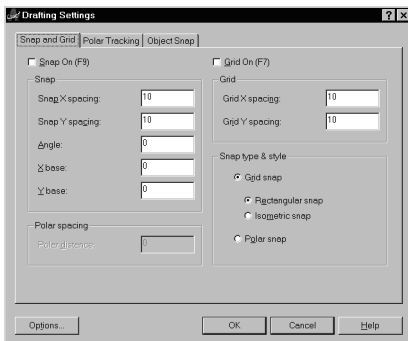 Drafting Settings
Snap and Grid
Polar Tracking
Object Snap
Snap On (F9)
Grid On (F7)
Snap
Snap X spacing: 10
Snap Y spacing: 10
Angle: 0
X base: 0
Y base: 0
Grid
Grid X spacing: 10
Grid Y spacing: 10
Snap type & style
Grid snap
Rectangular snap
Isometric snap
Polar snap
Polar spacing
Polar distance: 0
Options...
OK
Cancel
Help